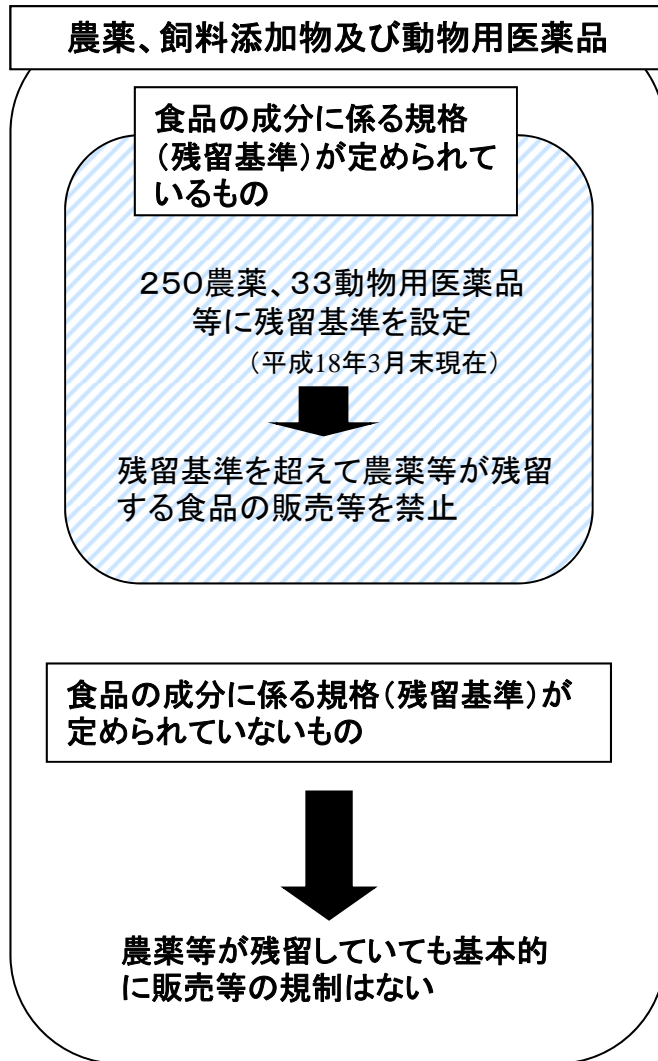 農薬、飼料添加物及び動物用医薬品
食品の成分に係る規格
（残留基準）が定められて
いるもの
２５０農薬、３３動物用医薬品
等に残留基準を設定
（平成18年3月末現在）
残留基準を超えて農薬等が残留
する食品の販売等を禁止
食品の成分に係る規格（残留基準）が
定められていないもの
農薬等が残留していても基本的
に販売等の規制はない